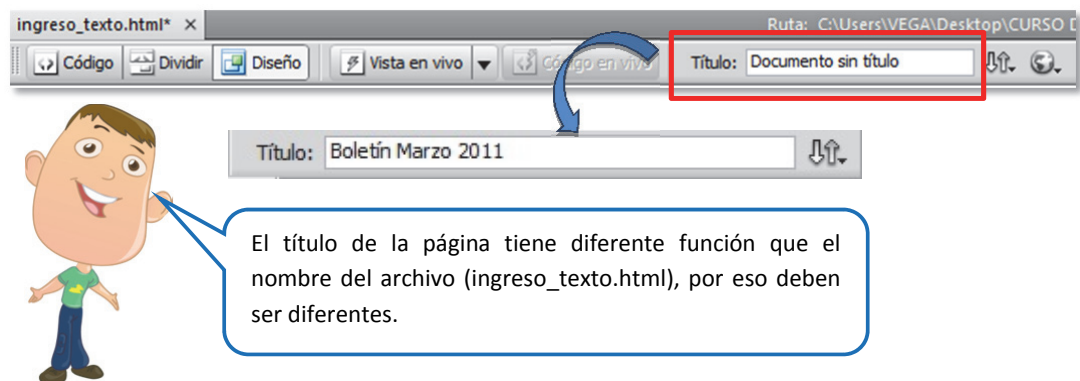 ingreso_texto.html* ×
Ruta: C:\Users\VEGA\Desktop\CURSO D
Código Dividir Diseño Vista en vivo Código en vivo Título: Documento sin título
Título: Boletín Marzo 2011
El título de la página tiene diferente función que el
nombre del archivo (ingreso_texto.html), por eso deben
ser diferentes.